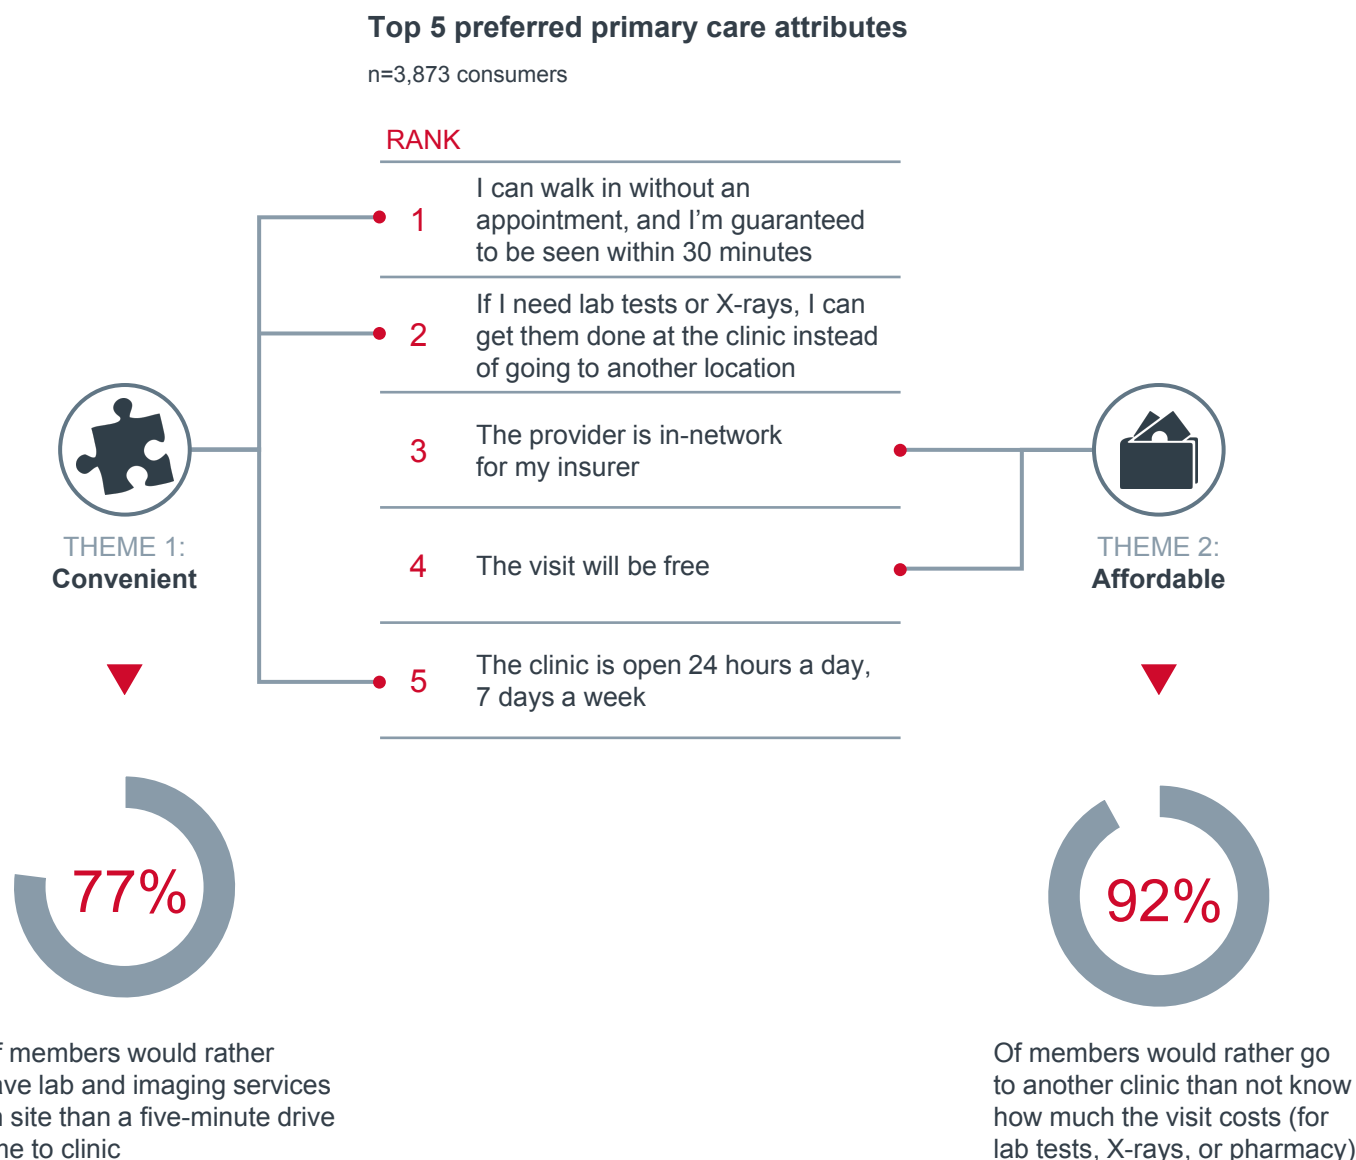 Top 5 preferred primary care attributes
n=3,873 consumers
RANK
1
I can walk in without an
appointment, and I’m guaranteed
to be seen within 30 minutes
2
If I need lab tests or X-rays, I can
get them done at the clinic instead
of going to another location
3
The provider is in-network
for my insurer
4
The visit will be free
5
The clinic is open 24 hours a day,
7 days a week
THEME 1:
Convenient
77%
members would rather
lab and imaging services
site than a five-minute drive
to clinic
THEME 2:
Affordable
92%
Of members would rather go
to another clinic than not know
how much the visit costs (for
lab tests, X-rays, or pharmacy)